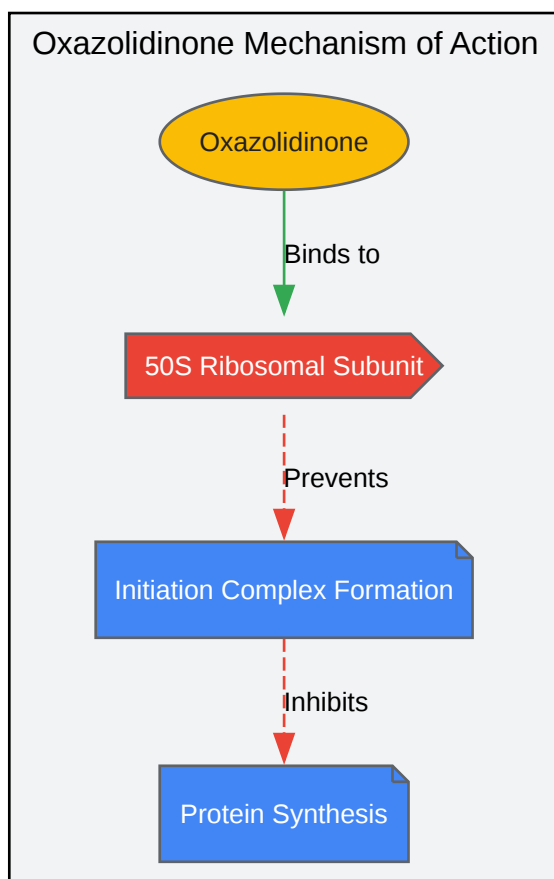 Oxazolidinone Mechanism of Action
Oxazolidinone
Binds to
50S Ribosomal Subunit
Prevents
Initiation Complex Formation
Inhibits
Protein Synthesis